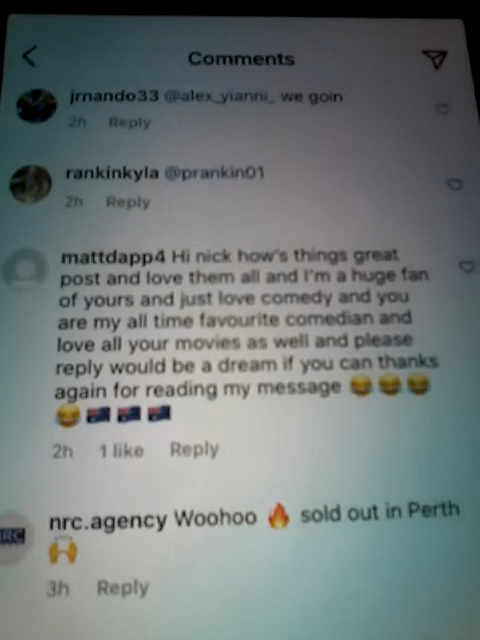 Comments
jrnando33 @alex_yianni_ we goin
2h Reply
rankinkyla @prankin01
2h Reply
mattdapp4 Hi nick how's things great
post and love them all and I'm a huge fan
of yours and just love comedy and you
are my all time favourite comedian and
love all your movies as well and please
reply would be a dream if you can thanks
again for reading my message 😂😂😂
😂🇦🇺🇦🇺🇦🇺
2h 1 like Reply
nrc.agency Woohoo 🔥 sold out in Perth
🙌
RC
3h Reply